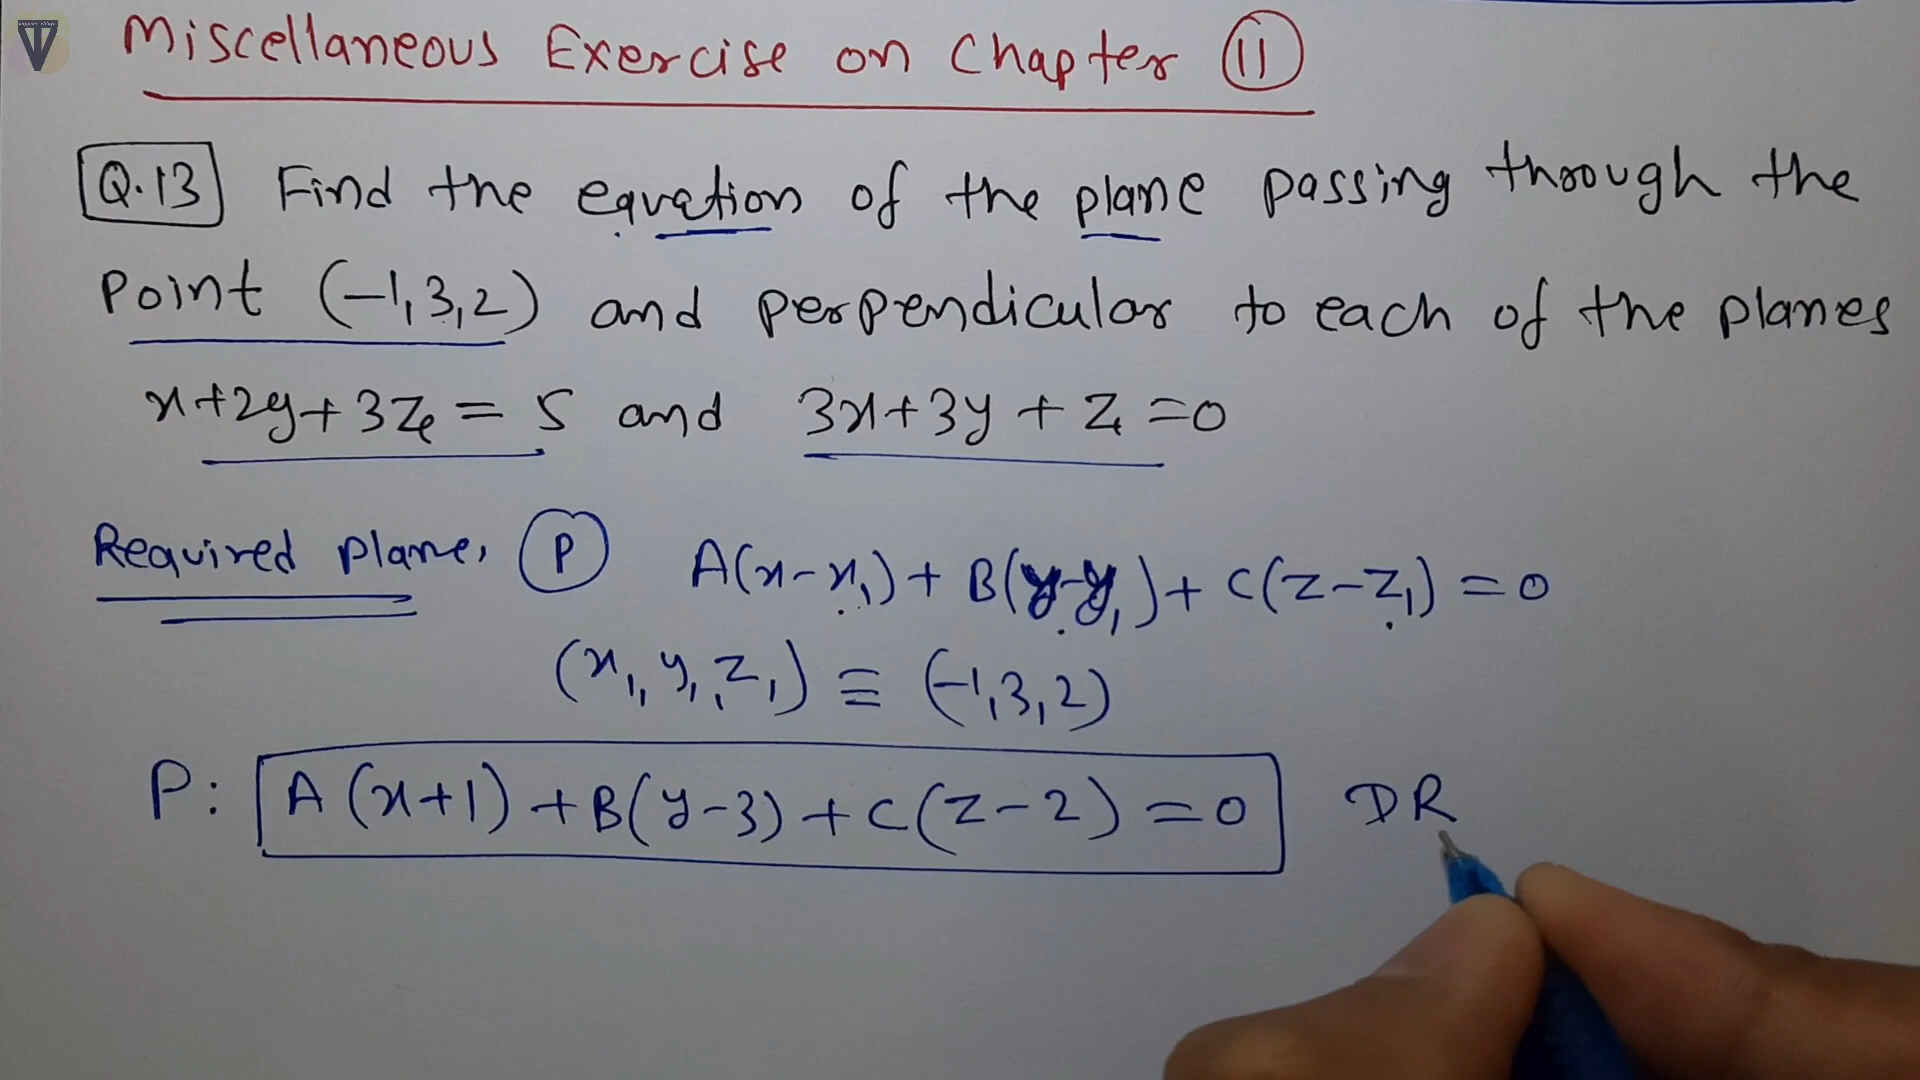 Miscellaneous Exercise on Chapter 11
Q.13 Find the equation of the plane passing through the
Point (-1,3,2) and perpendicular to each of the planes
x+2y+3z = 5 and 3x+3y+z=0
Required plane, P A(x-x₁)+B(y-y₁)+C(z-z₁)=0
(x₁,y₁,z₁) ≡ (-1,3,2)
P: A(x+1)+B(y-3)+C(z-2)=0 DR